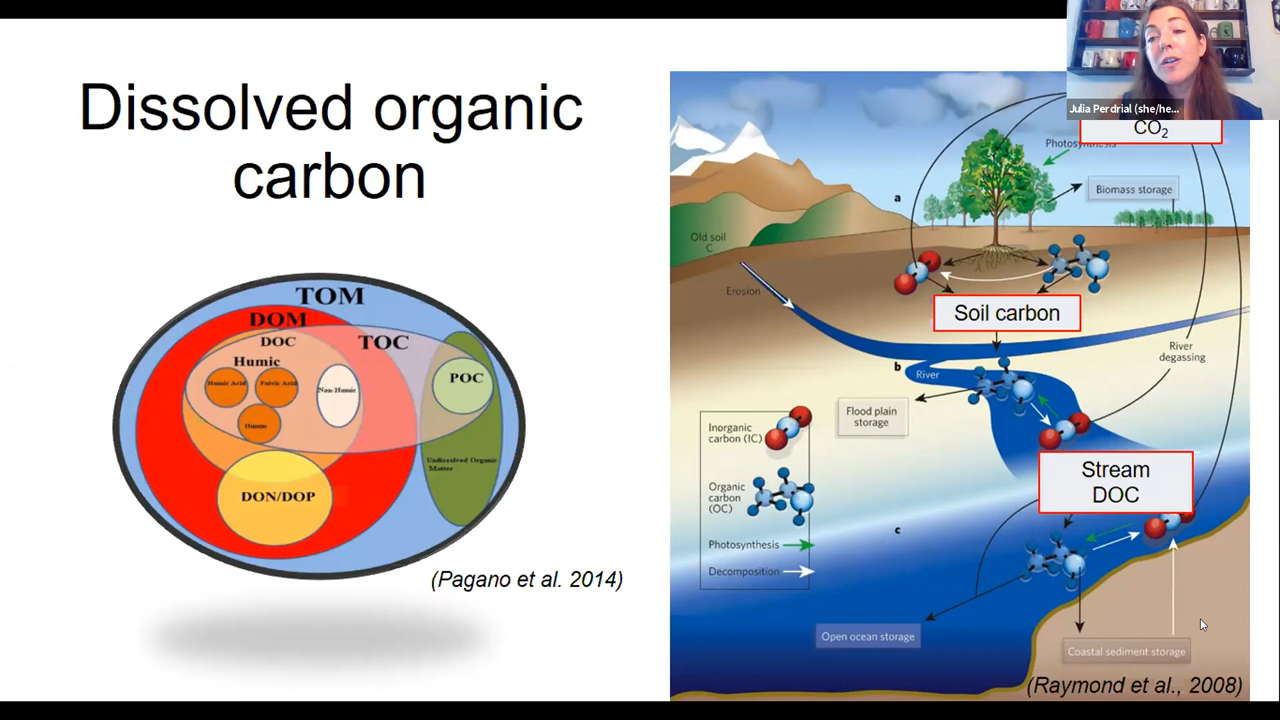 Dissolved organic
carbon
TOM
DOM
DOC
TOC
Humic
Humic Acid
Fulvic Acid
Non-Humic
Humin
POC
Undissolved Organic
Matter
DON/DOP
(Pagano et al. 2014)
Julia Perdrial (she/he...
CO₂
Photosynthesis
Biomass storage
a
Old soil
C
Erosion
Soil carbon
b
River
River
degassing
Flood plain
storage
Inorganic
carbon (IC)
Organic
carbon
(OC)
Photosynthesis
Decomposition
Stream
DOC
c
Open ocean storage
Coastal sediment storage
(Raymond et al., 2008)